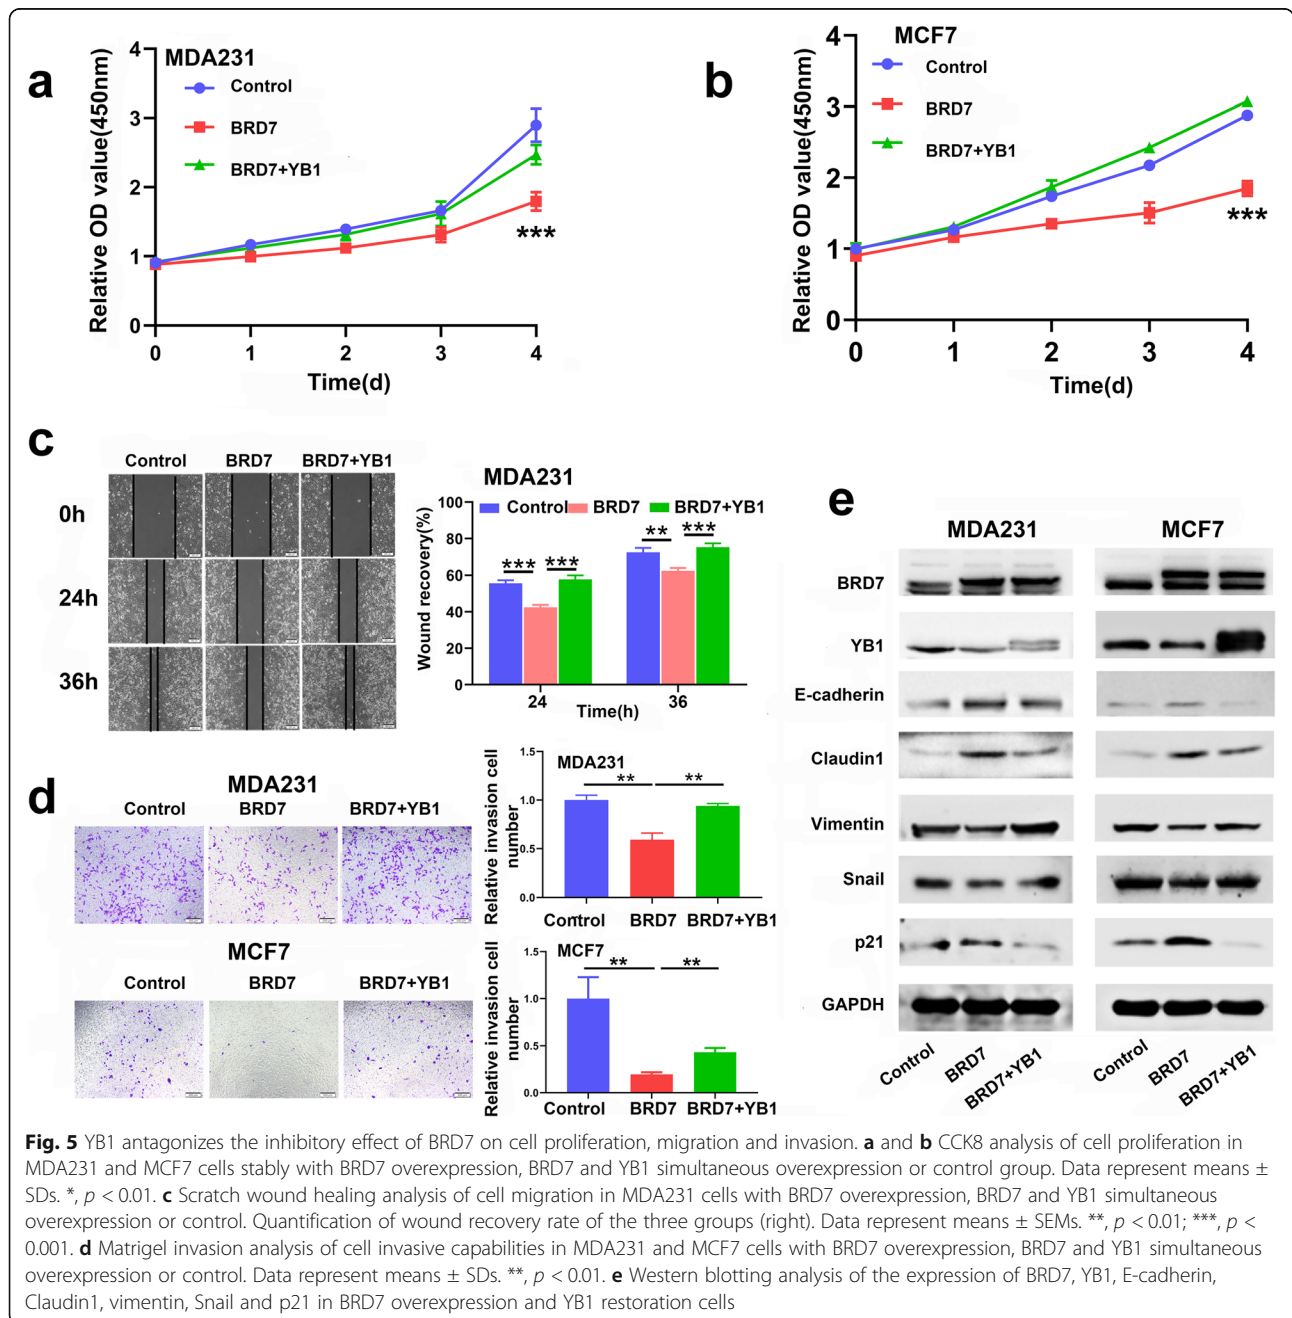 a
MDA231
Control
BRD7
BRD7+YB1
Relative OD value(450nm)
4
3
2
1
0
0 1 2 3 4
Time(d)
***
b
MCF7
Control
BRD7
BRD7+YB1
Relative OD value(450nm)
4
3
2
1
0
0 1 2 3 4
Time(d)
***
c
Control BRD7 BRD7+YB1
0h
24h
36h
MDA231
Control BRD7 BRD7+YB1
Wound recovery(%)
100
80
60
40
20
0
*** *** ** ***
24 36
Time(h)
d
MDA231
Control BRD7 BRD7+YB1
MCF7
Control BRD7 BRD7+YB1
MDA231
Relative invasion cell
number
1.5
1.0
0.5
0.0
** **
Control BRD7 BRD7+YB1
MCF7
Relative invasion cell
number
1.5
1.0
0.5
0.0
** **
Control BRD7 BRD7+YB1
e
MDA231 MCF7
BRD7
YB1
E-cadherin
Claudin1
Vimentin
Snail
p21
GAPDH
Control BRD7 BRD7+YB1 Control BRD7 BRD7+YB1
Fig. 5 YB1 antagonizes the inhibitory effect of BRD7 on cell proliferation, migration and invasion. a and b CCK8 analysis of cell proliferation in
MDA231 and MCF7 cells stably with BRD7 overexpression, BRD7 and YB1 simultaneous overexpression or control group. Data represent means ±
SDs. *, p < 0.01. c Scratch wound healing analysis of cell migration in MDA231 cells with BRD7 overexpression, BRD7 and YB1 simultaneous
overexpression or control. Quantification of wound recovery rate of the three groups (right). Data represent means ± SEMs. **, p < 0.01; ***, p <
0.001. d Matrigel invasion analysis of cell invasive capabilities in MDA231 and MCF7 cells with BRD7 overexpression, BRD7 and YB1 simultaneous
overexpression or control. Data represent means ± SDs. **, p < 0.01. e Western blotting analysis of the expression of BRD7, YB1, E-cadherin,
Claudin1, vimentin, Snail and p21 in BRD7 overexpression and YB1 restoration cells